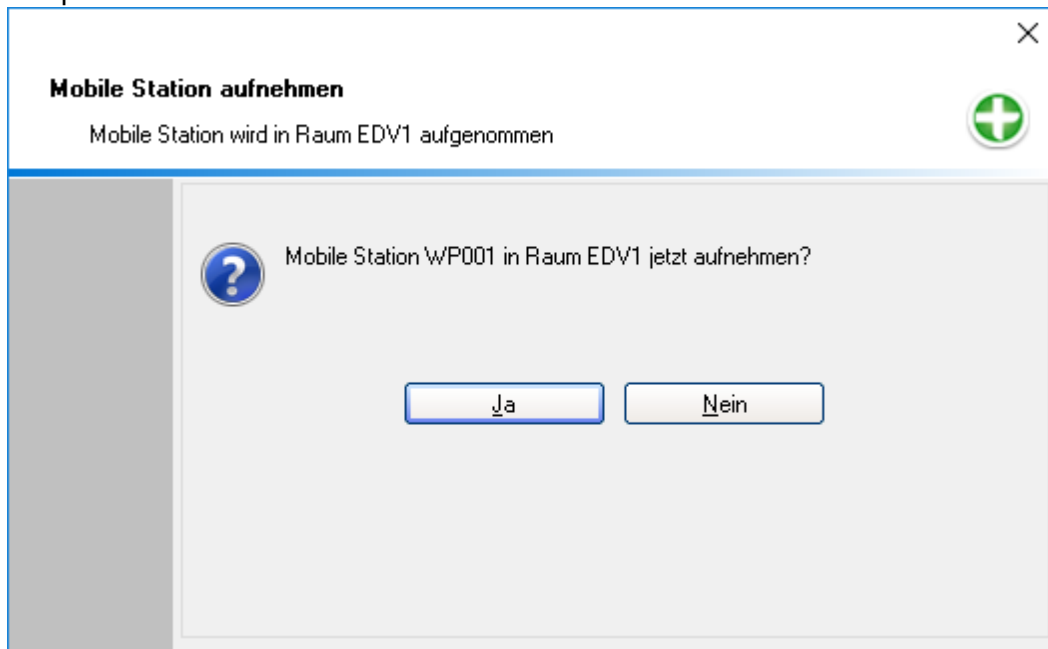 Mobile Station aufnehmen
Mobile Station wird in Raum EDV1 aufgenommen
Mobile Station WP001 in Raum EDV1 jetzt aufnehmen?
Ja
Nein